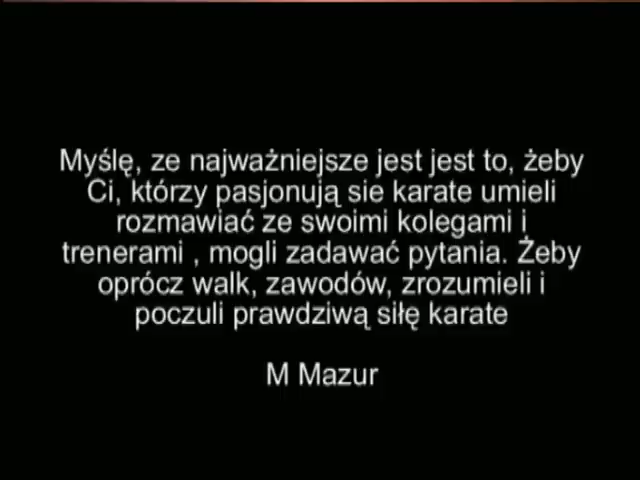 Myślę, ze najważniejsze jest jest to, żeby
Ci, którzy pasjonują sie karate umieli
rozmawiać ze swoimi kolegami i
trenerami , mogli zadawać pytania. Żeby
oprócz walk, zawodów, zrozumieli i
poczuli prawdziwą siłę karate
M Mazur